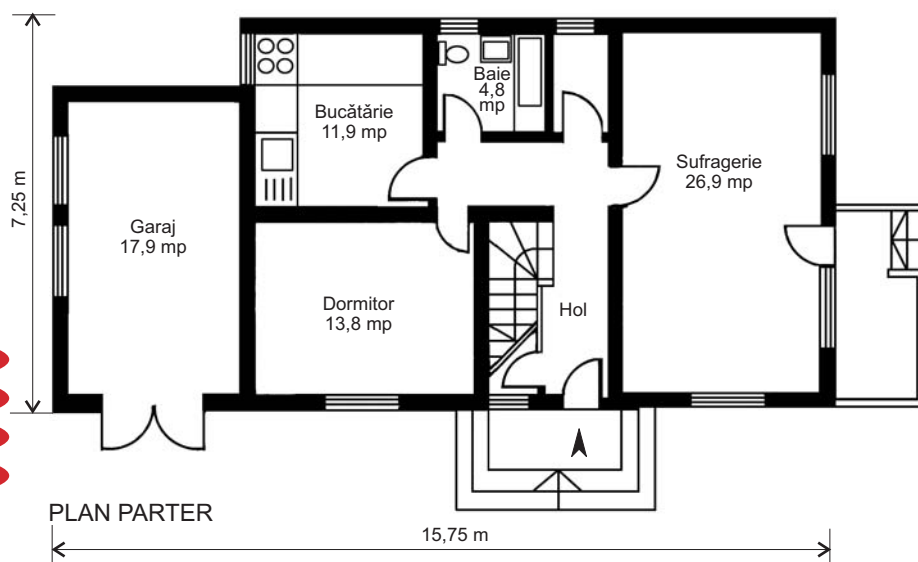 Baie
4,8
mp
Bucătărie
11,9 mp
Sufragerie
26,9 mp
7,25 m
Garaj
17,9 mp
Dormitor
13,8 mp
Hol
PLAN PARTER
15,75 m